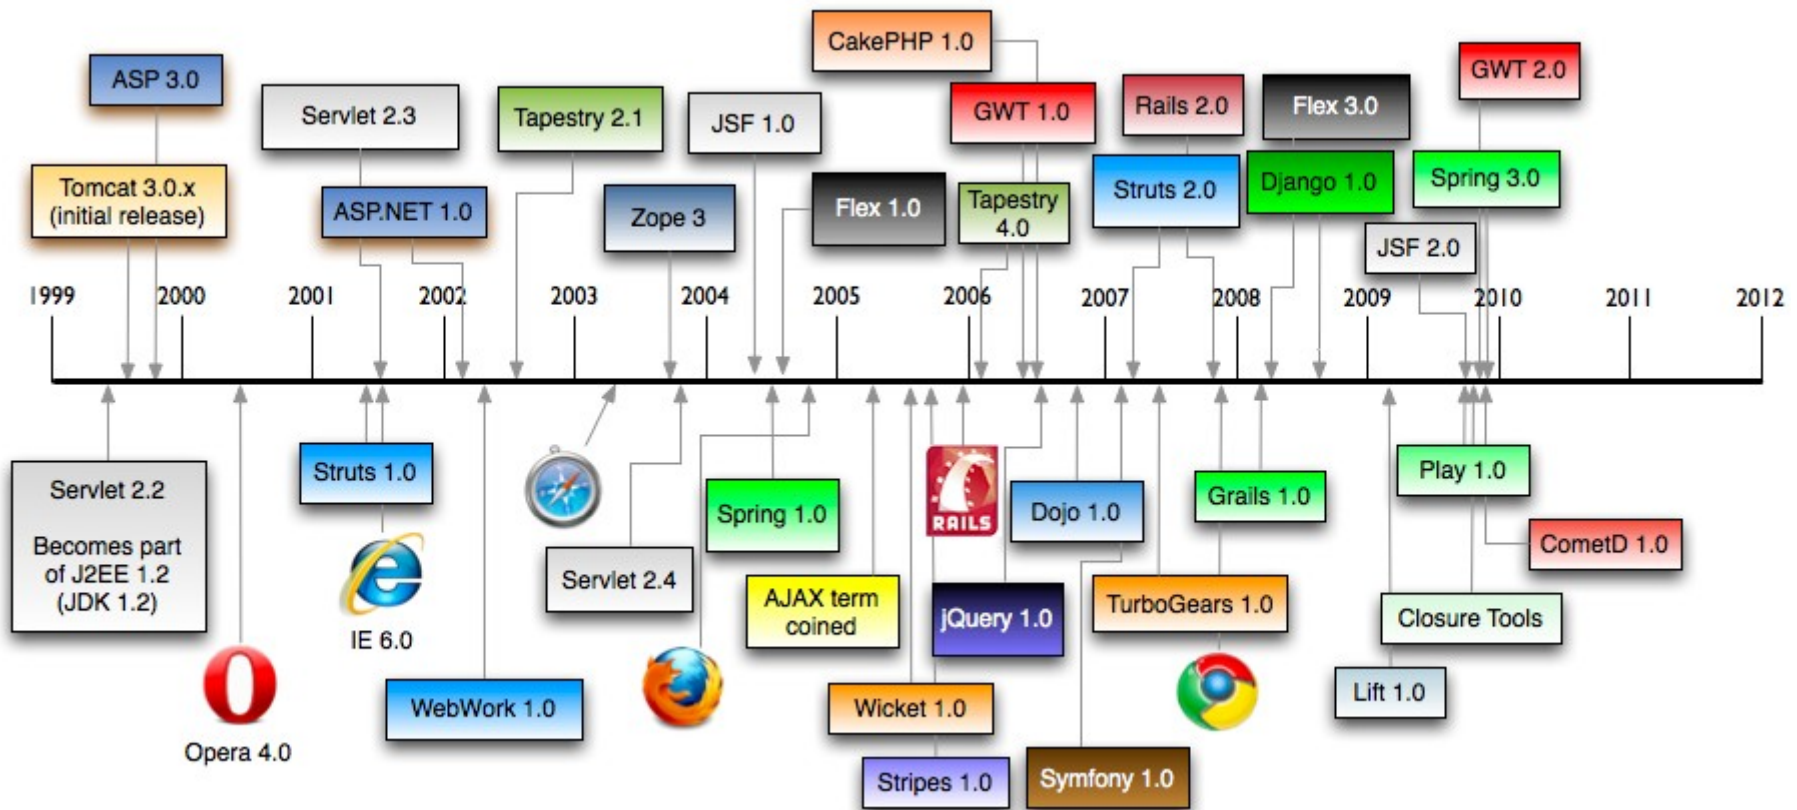 CakePHP 1.0
GWT 2.0
ASP 3.0
Servlet 2.3
Tapestry 2.1
JSF 1.0
GWT 1.0
Rails 2.0
Flex 3.0
Tomcat 3.0.x
(initial release)
ASP.NET 1.0
Zope 3
Flex 1.0
Tapestry
4.0
Struts 2.0
Django 1.0
Spring 3.0
JSF 2.0
1999
2000
2001
2002
2003
2004
2005
2006
2007
2008
2009
2010
2011
2012
Servlet 2.2
Becomes part
of J2EE 1.2
(JDK 1.2)
Struts 1.0
IE 6.0
Opera 4.0
WebWork 1.0
Servlet 2.4
Spring 1.0
AJAX term
coined
RAILS
Dojo 1.0
jQuery 1.0
Wicket 1.0
Stripes 1.0
Symfony 1.0
TurboGears 1.0
Grails 1.0
Play 1.0
CometD 1.0
Closure Tools
Lift 1.0